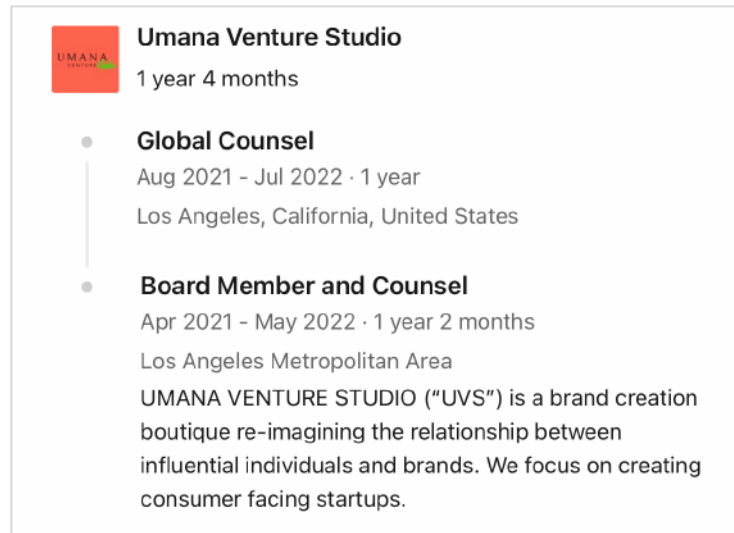 UMANA
VENTURE Studio
Umana Venture Studio
1 year 4 months
Global Counsel
Aug 2021 - Jul 2022 · 1 year
Los Angeles, California, United States
Board Member and Counsel
Apr 2021 - May 2022 · 1 year 2 months
Los Angeles Metropolitan Area
UMANA VENTURE STUDIO (“UVS”) is a brand creation
boutique re-imagining the relationship between
influential individuals and brands. We focus on creating
consumer facing startups.